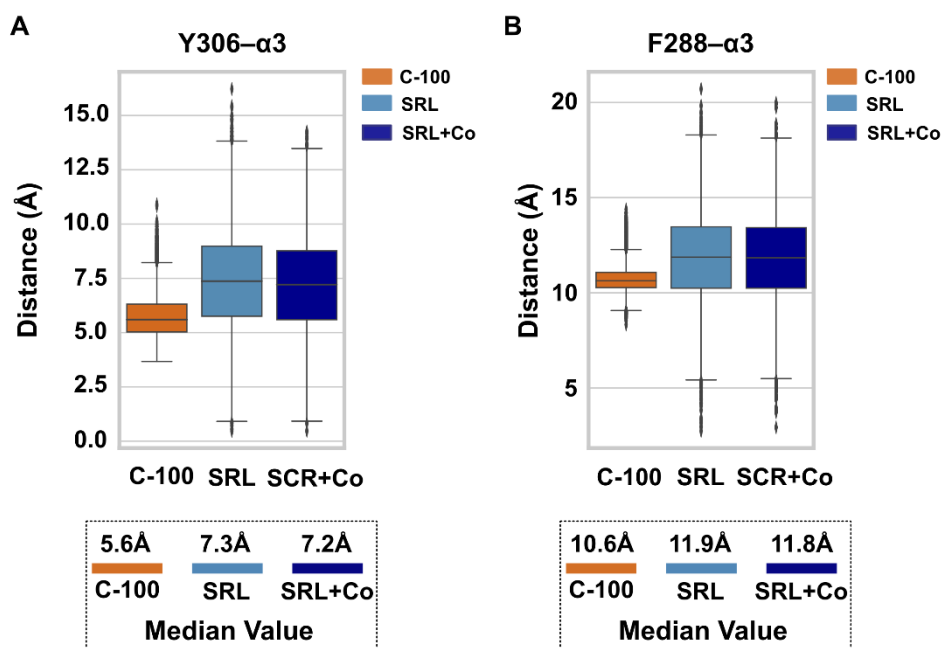 A
Y306–α3
C-100
SRL
SRL+Co
Distance (Å)
15.0
12.5
10.0
7.5
5.0
2.5
0.0
C-100 SRL SCR+Co
5.6Å 7.3Å 7.2Å
C-100 SRL SRL+Co
Median Value
B
F288–α3
C-100
SRL
SRL+Co
Distance (Å)
20
15
10
5
C-100 SRL SCR+Co
10.6Å 11.9Å 11.8Å
C-100 SRL SRL+Co
Median Value